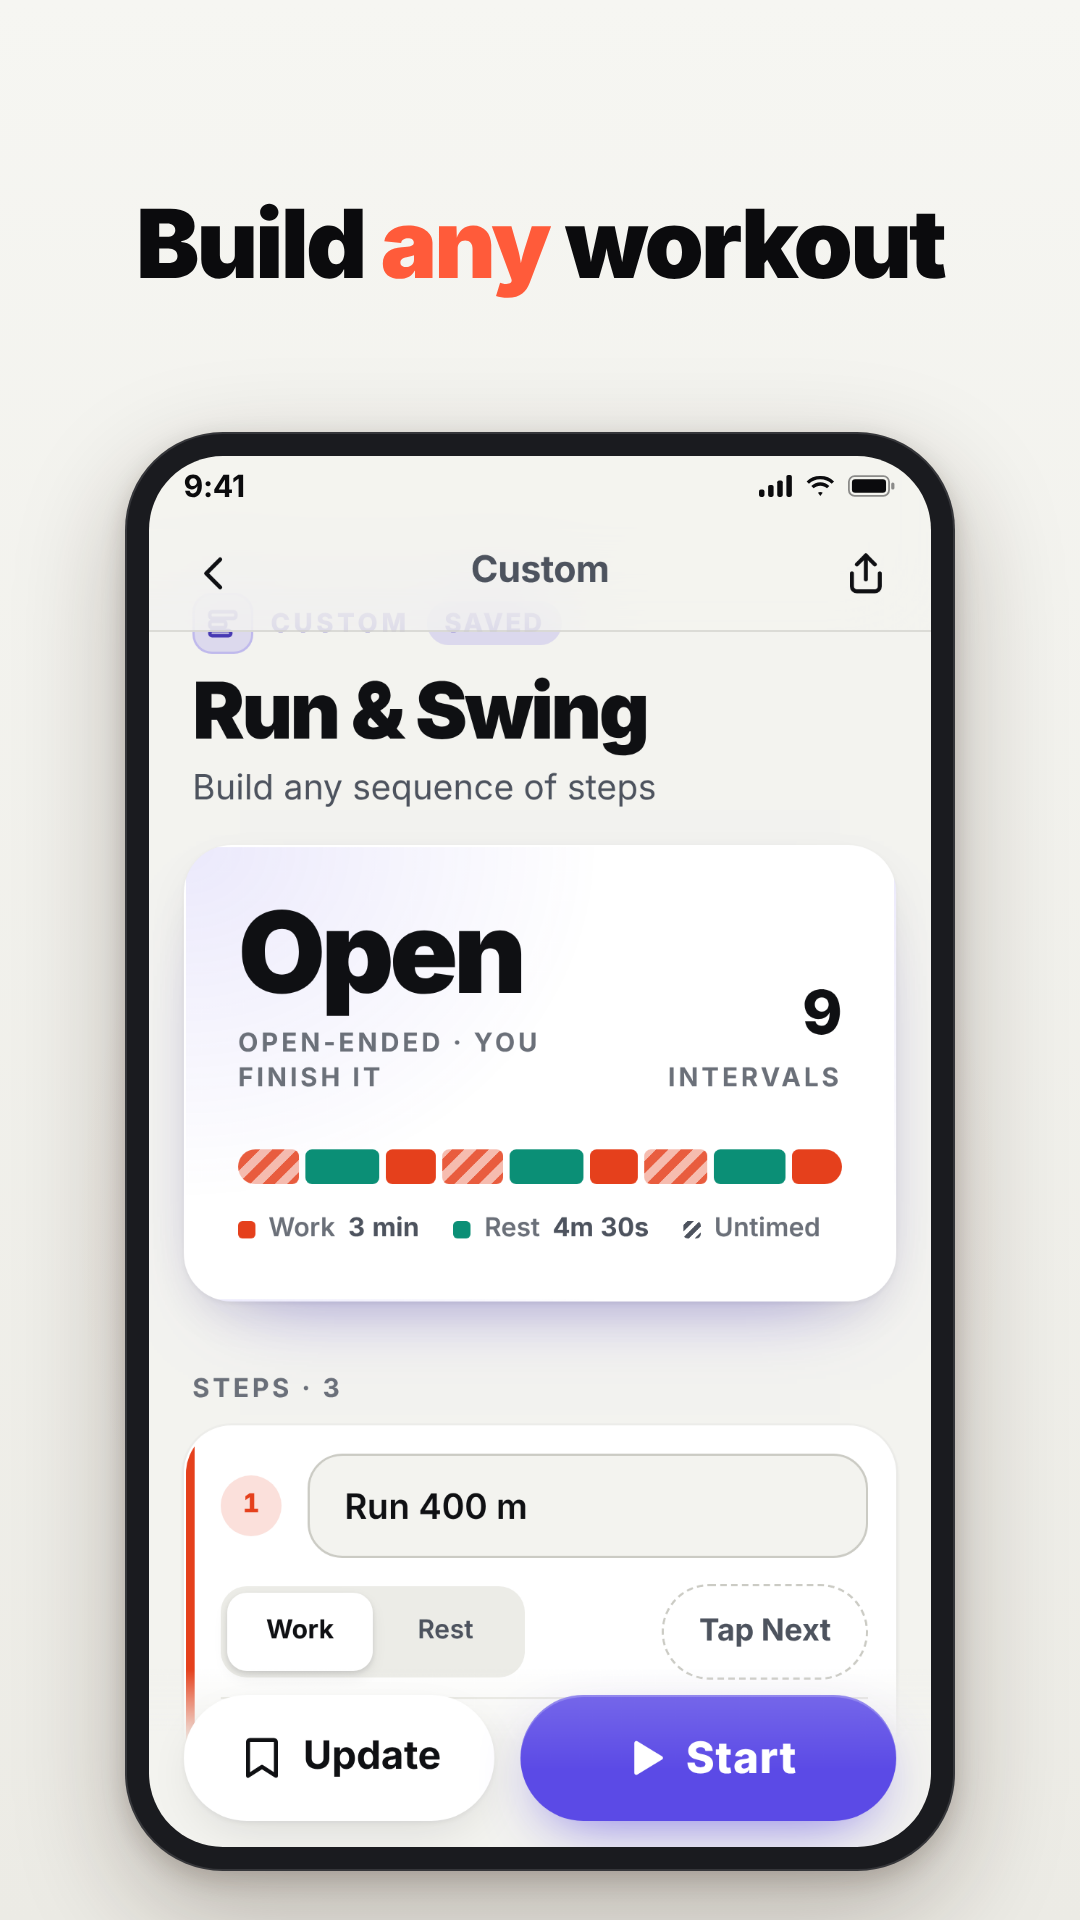 Build any workout
9:41
Custom
CUSTOM SAVED
Run & Swing
Build any sequence of steps
Open
OPEN-ENDED · YOU
FINISH IT
9
INTERVALS
Work 3 min Rest 4m 30s Untimed
STEPS · 3
1 Run 400 m
Work Rest Tap Next
Update Start